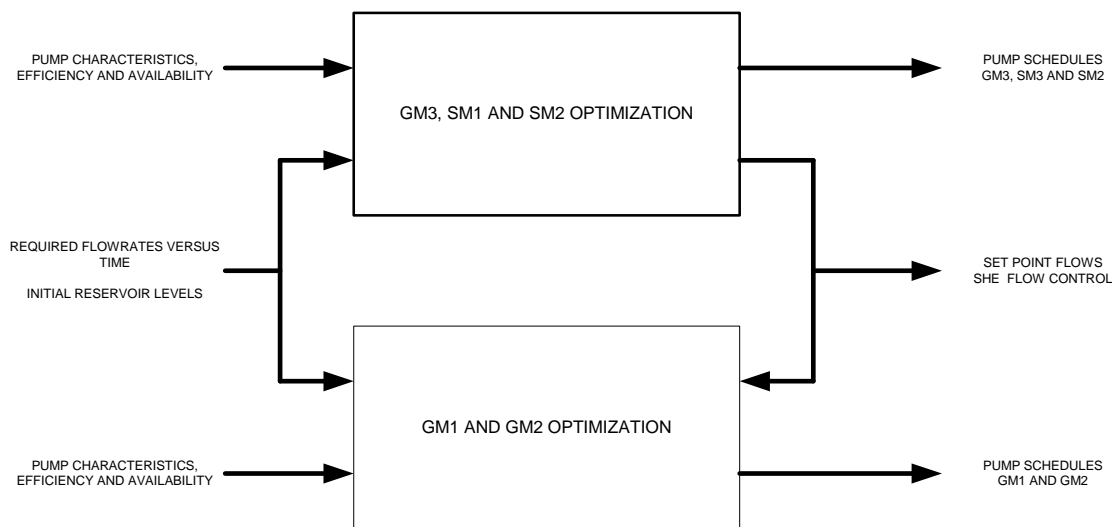 PUMP CHARACTERISTICS,
EFFICIENCY AND AVAILABILITY
GM3, SM1 AND SM2 OPTIMIZATION
PUMP SCHEDULES
GM3, SM3 AND SM2
REQUIRED FLOWRATES VERSUS
TIME
INITIAL RESERVOIR LEVELS
SET POINT FLOWS
SHE FLOW CONTROL
GM1 AND GM2 OPTIMIZATION
PUMP CHARACTERISTICS,
EFFICIENCY AND AVAILABILITY
PUMP SCHEDULES
GM1 AND GM2